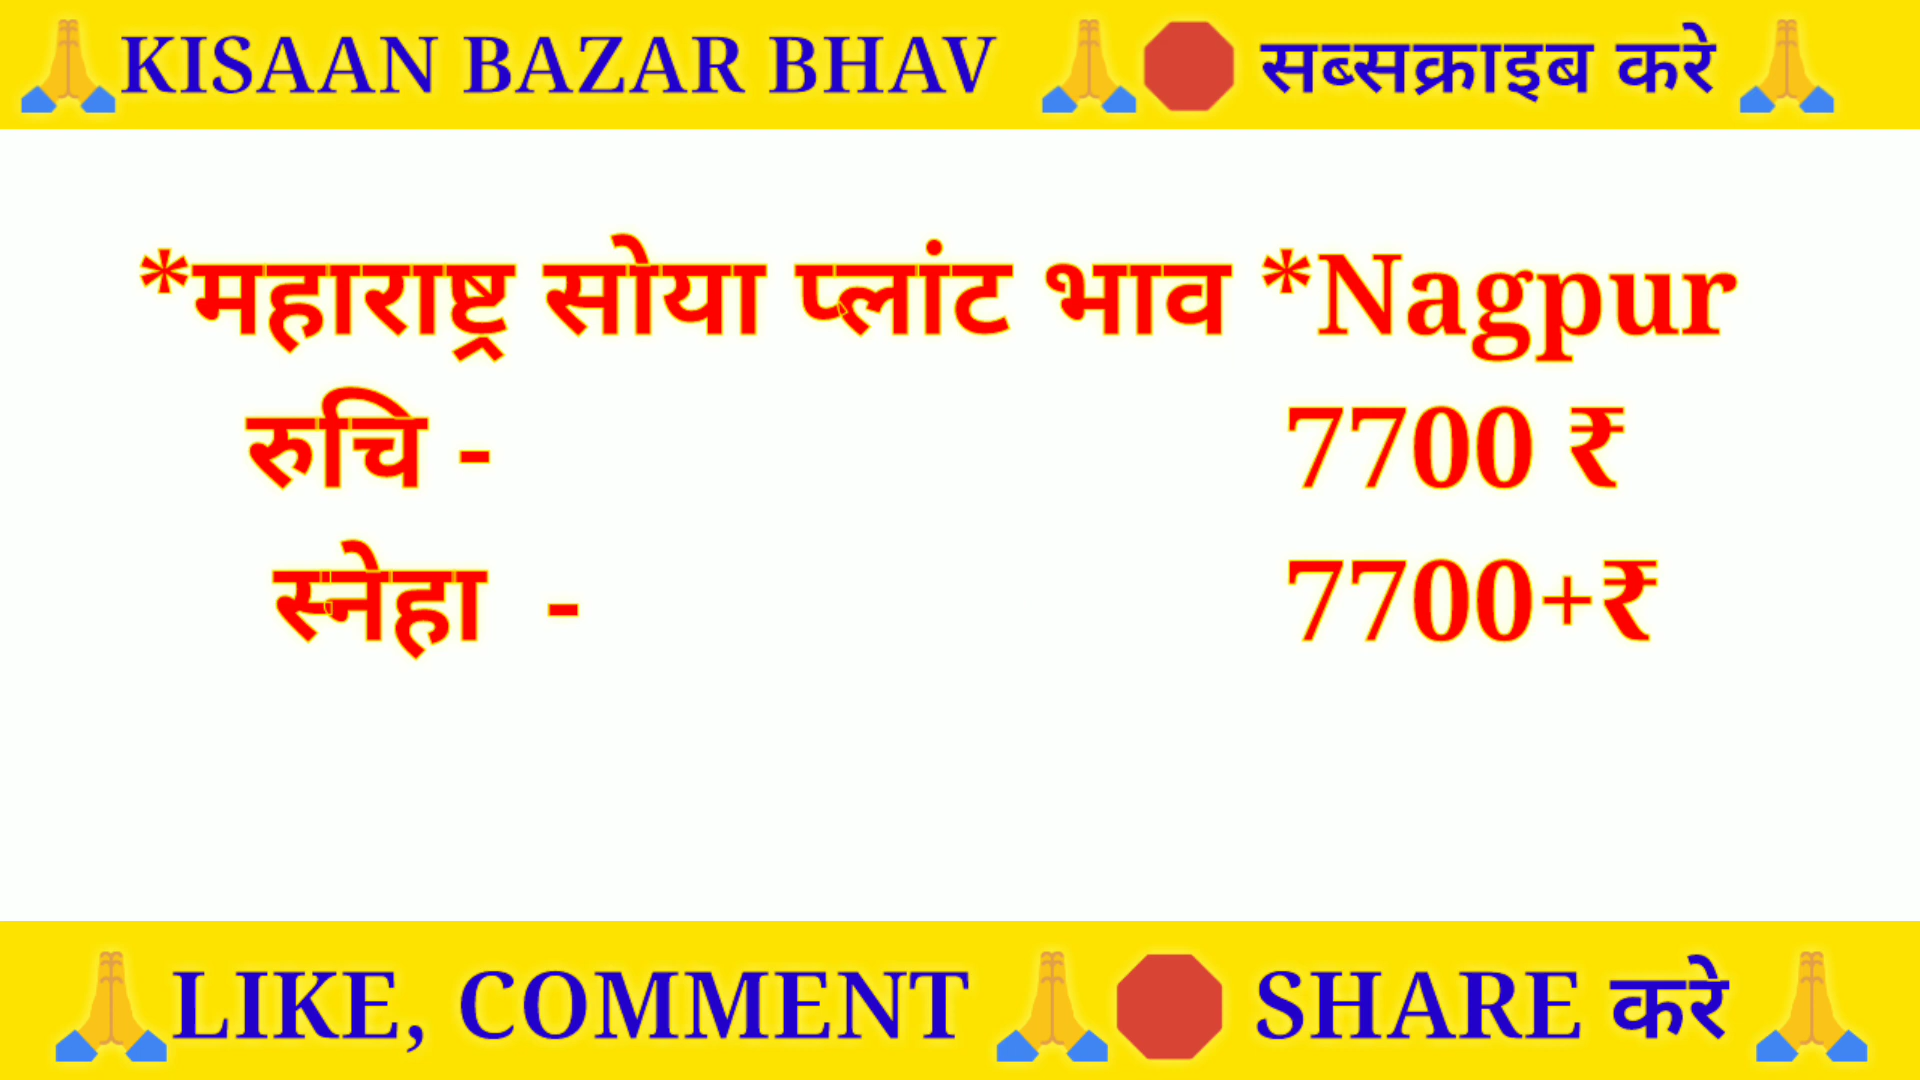 🙏KISAAN BAZAR BHAV 🙏🛑 सब्सक्राइब करे 🙏
*महाराष्ट्र सोया प्लांट भाव *Nagpur
रुचि - 7700 ₹
स्नेहा - 7700+₹
🙏LIKE, COMMENT 🙏🛑 SHARE करे 🙏